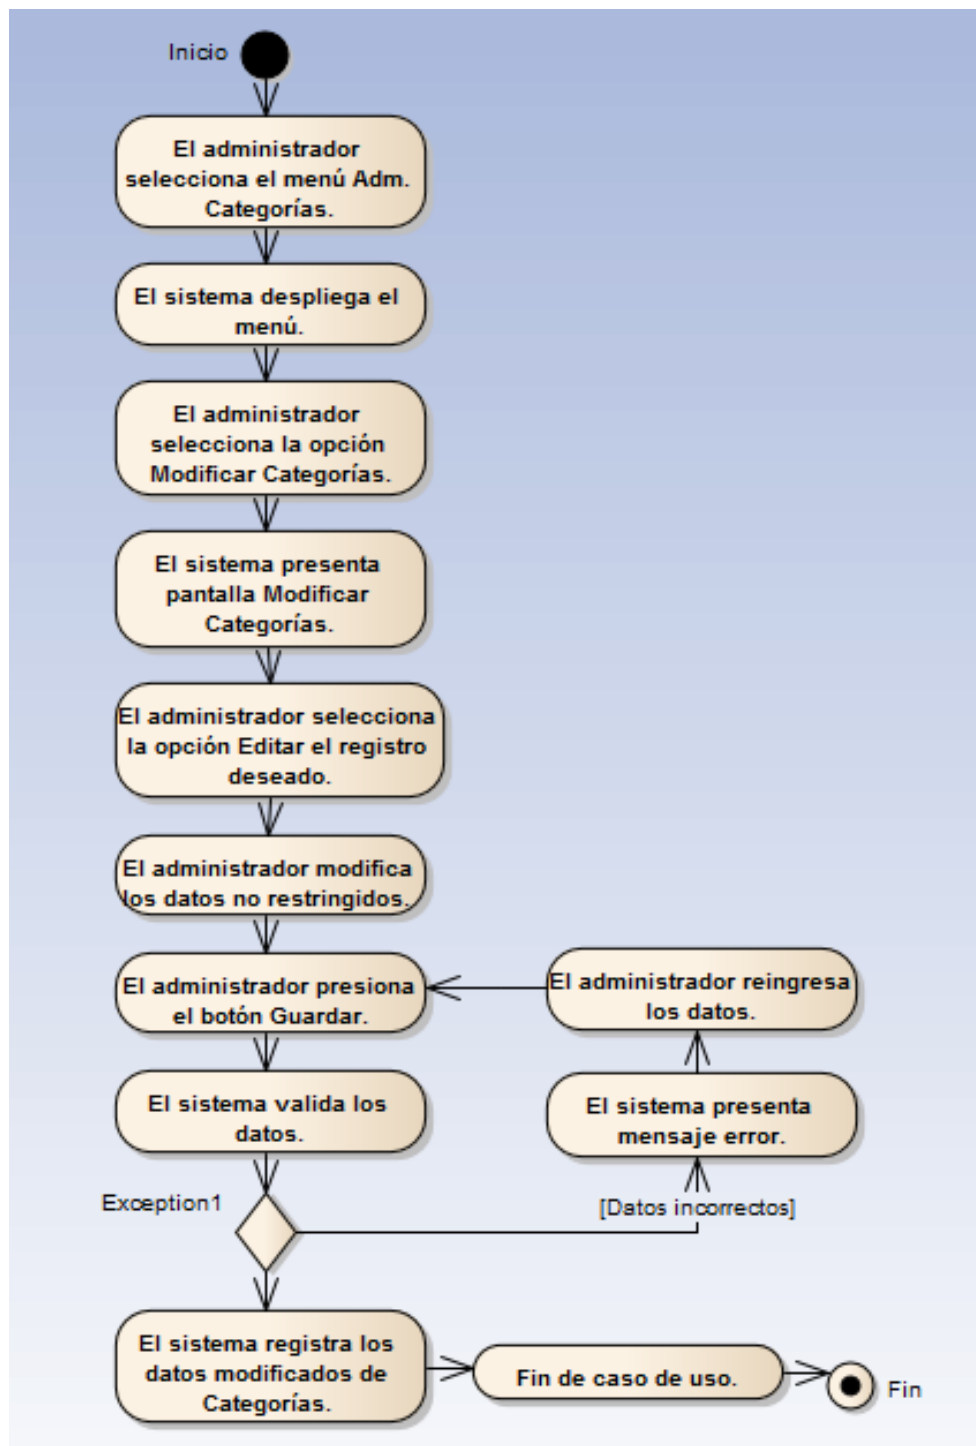 Inicio
El administrador
selecciona el menú Adm.
Categorías.
El sistema despliega el
menú.
El administrador
selecciona la opción
Modificar Categorías.
El sistema presenta
pantalla Modificar
Categorías.
El administrador selecciona
la opción Editar el registro
deseado.
El administrador modifica
los datos no restringidos.
El administrador presiona
el botón Guardar.
El administrador reingresa
los datos.
El sistema valida los
datos.
El sistema presenta
mensaje error.
Exception1
[Datos incorrectos]
El sistema registra los
datos modificados de
Categorías.
Fin de caso de uso.
Fin